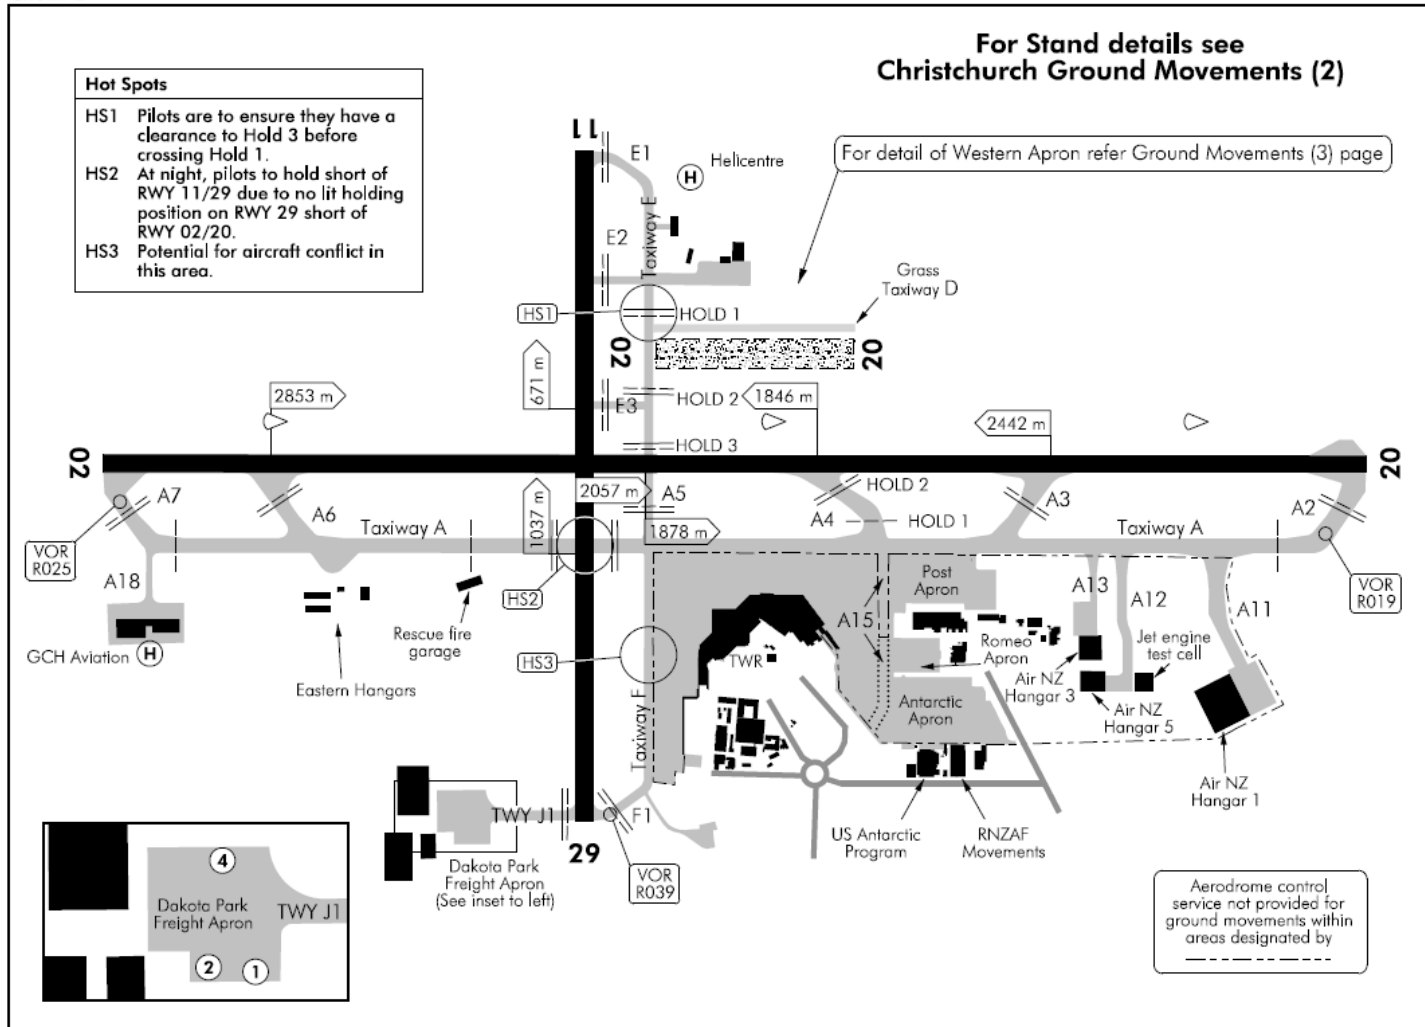 For Stand details see
Christchurch Ground Movements (2)
Hot Spots
HS1 Pilots are to ensure they have a
clearance to Hold 3 before
crossing Hold 1.
HS2 At night, pilots to hold short of
RWY 11/29 due to no lit holding
position on RWY 29 short of
RWY 02/20.
HS3 Potential for aircraft conflict in
this area.
11
E1
H
Helicentre
For detail of Western Apron refer Ground Movements (3) page
Taxiway E
E2
Grass
Taxiway D
HS1
HOLD 1
02
20
671 m
2853 m
E3
HOLD 2
1846 m
2442 m
HOLD 3
02
20
A7
A6
Taxiway A
1037 m
2057 m
A5
1878 m
HOLD 2
A4
HOLD 1
A3
Taxiway A
A2
VOR
R025
A18
HS2
VOR
R019
GCH Aviation
H
Eastern Hangars
Rescue fire
garage
HS3
TWR
Taxiway F
Post
Apron
A15
Romeo
Apron
Antarctic
Apron
A13
A12
A11
Jet engine
test cell
Air NZ
Hangar 3
Air NZ
Hangar 5
Air NZ
Hangar 1
TWY J1
F1
29
VOR
R039
Dakota Park
Freight Apron
(See inset to left)
US Antarctic
Program
RNZAF
Movements
4
Dakota Park
Freight Apron
TWY J1
2
1
Aerodrome control
service not provided for
ground movements within
areas designated by